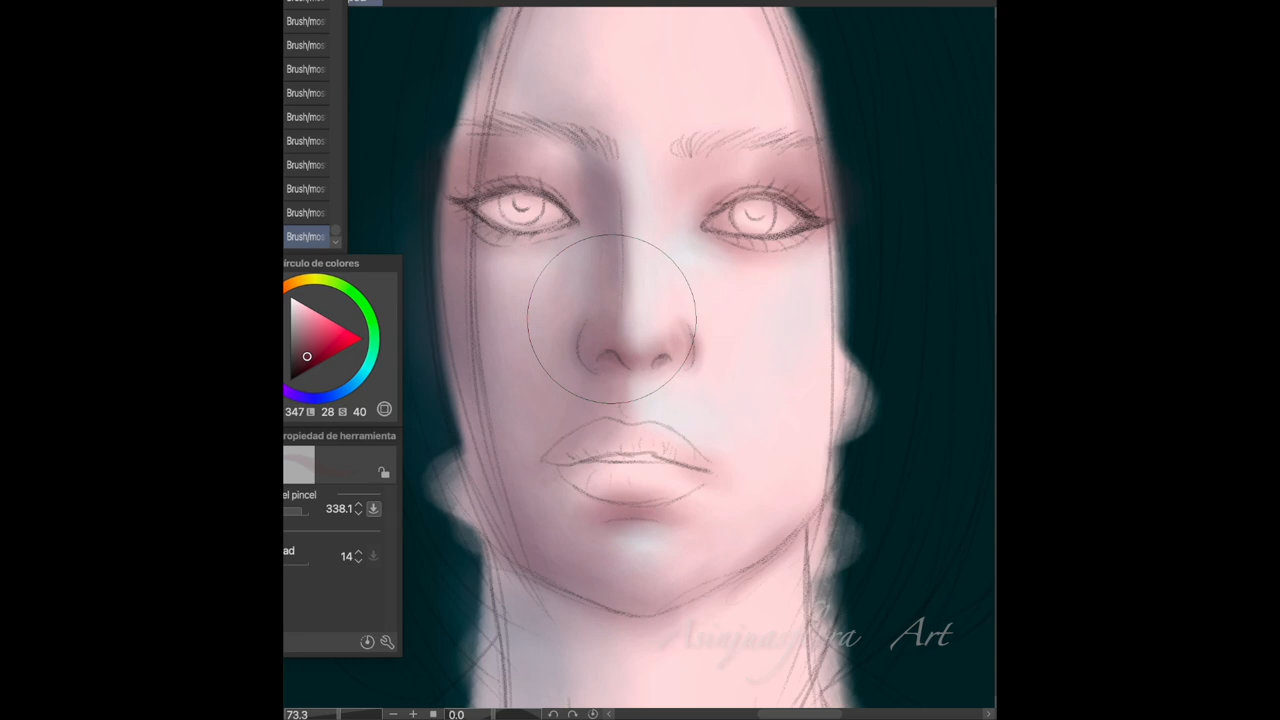 Brush/mos
Brush/mos
Brush/mos
Brush/mos
Brush/mos
Brush/mos
Brush/mos
Brush/mos
Brush/mos
Brush/mos
írculo de colores
347 L 28 S 40
ropiedad de herramienta
el pincel
338.1
ad
14
Art
73.3
0.0